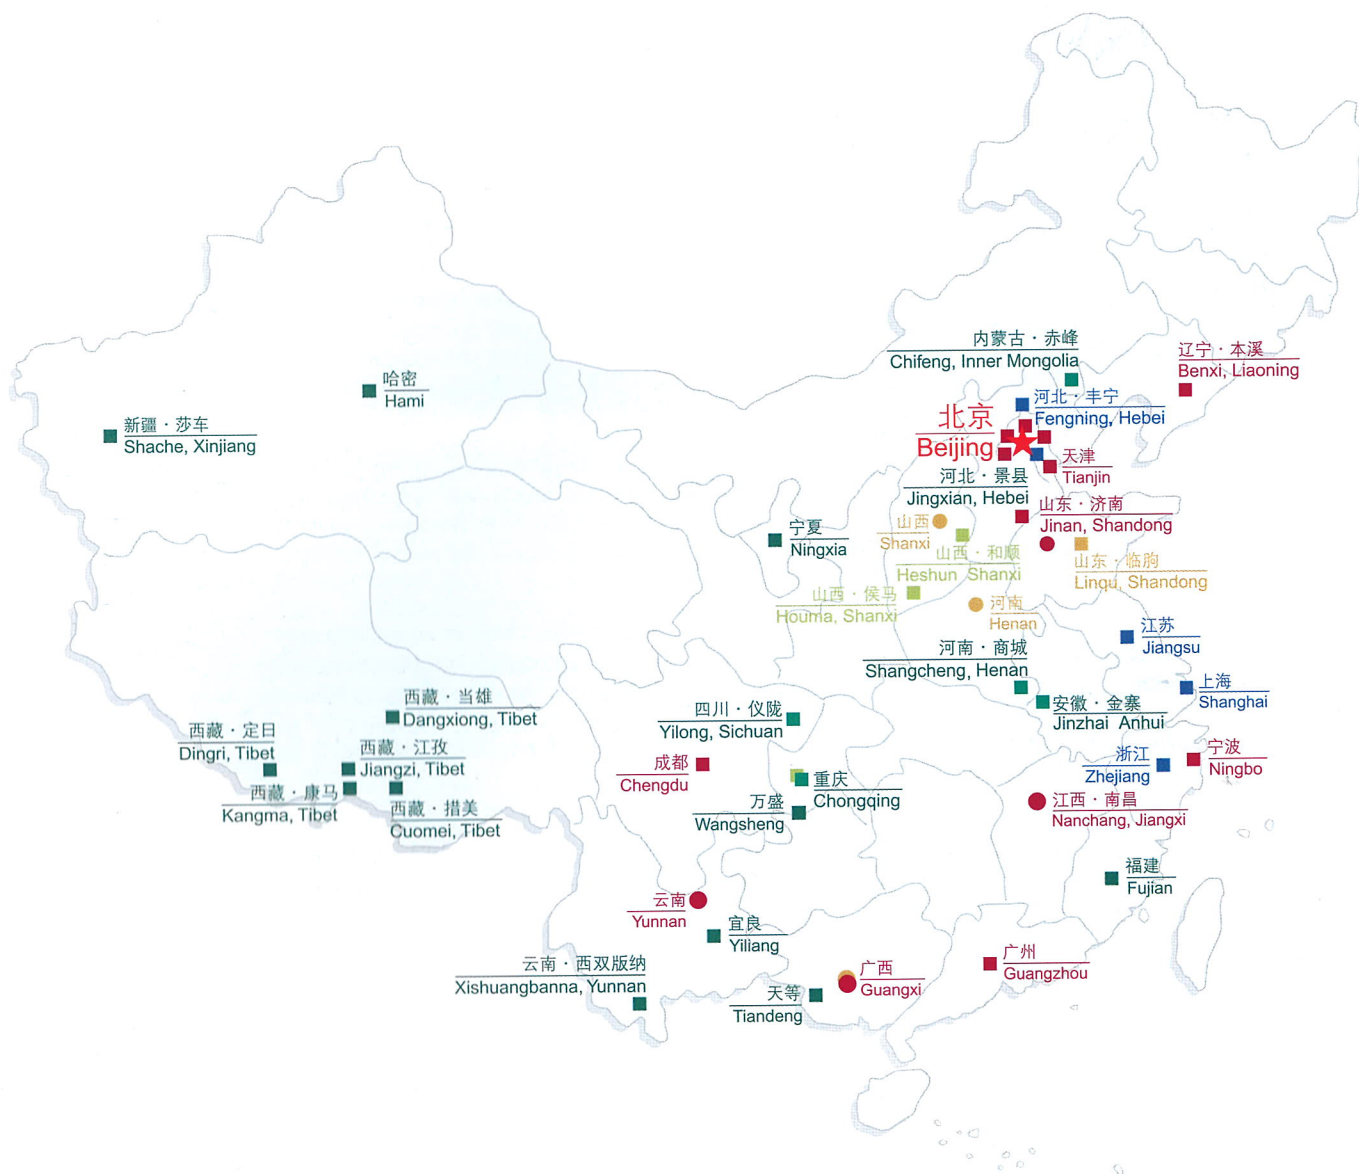 内蒙古·赤峰
Chifeng, Inner Mongolia
辽宁·本溪
Benxi, Liaoning
哈密
Hami
河北·丰宁
Fengning, Hebei
新疆·莎车
Shache, Xinjiang
北京
Beijing
天津
Tianjin
河北·景县
Jingxian, Hebei
山东·济南
Jinan, Shandong
山西
Shanxi
宁夏
Ningxia
山西·和顺
Heshun Shanxi
山东·临朐
Linqu, Shandong
山西·侯马
Houma, Shanxi
河南
Henan
江苏
Jiangsu
河南·商城
Shangcheng, Henan
上海
Shanghai
西藏·当雄
Dangxiong, Tibet
四川·仪陇
Yilong, Sichuan
安徽·金寨
Jinzhai Anhui
西藏·定日
Dingri, Tibet
西藏·江孜
Jiangzi, Tibet
成都
Chengdu
浙江
Zhejiang
宁波
Ningbo
重庆
Chongqing
西藏·康马
Kangma, Tibet
西藏·措美
Cuomei, Tibet
万盛
Wangsheng
江西·南昌
Nanchang, Jiangxi
福建
Fujian
云南
Yunnan
宜良
Yiliang
广州
Guangzhou
云南·西双版纳
Xishuangbanna, Yunnan
广西
Guangxi
天等
Tiandeng